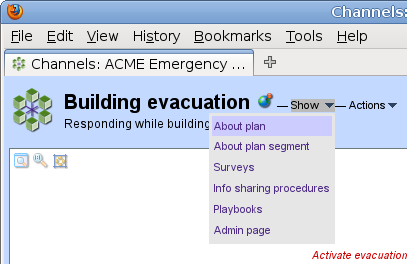 Channels:
File Edit View History Bookmarks Tools Help
Channels: ACME Emergency ...
Building evacuation — Show — Actions
Responding while building
About plan
About plan segment
Surveys
Info sharing procedures
Playbooks
Admin page
Activate evacuation